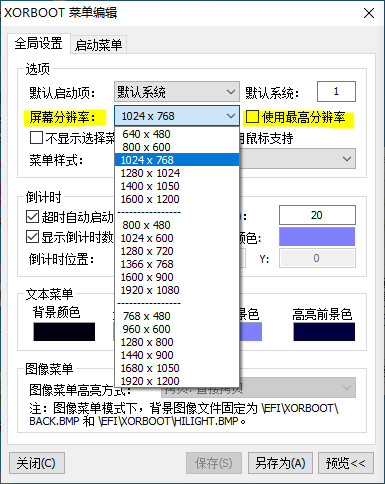 XORBOOT 菜单编辑
全局设置 启动菜单
选项
默认启动项： 默认系统 默认系统： 1
屏幕分辨率： 1024 x 768 使用最高分辨率
640 x 480
800 x 600
1024 x 768
1280 x 1024
1400 x 1050
1600 x 1200
----------------
800 x 480
1024 x 600
1280 x 720
1366 x 768
1600 x 900
1920 x 1080
----------------
768 x 480
960 x 600
1280 x 800
1440 x 900
1680 x 1050
1920 x 1200
不显示选择菜 用鼠标支持
菜单样式：
倒计时
超时自动启动 20
显示倒计时数 颜色：
倒计时位置： Y: 0
文本菜单
背景颜色 景色 高亮前景色
图像菜单
图像菜单高亮方式：
注：图像菜单模式下，背景图像文件固定为 \EFI\XORBOOT\
BACK.BMP 和 \EFI\XORBOOT\HILIGHT.BMP。
关闭(C) 保存(S) 另存为(A) 预览<<